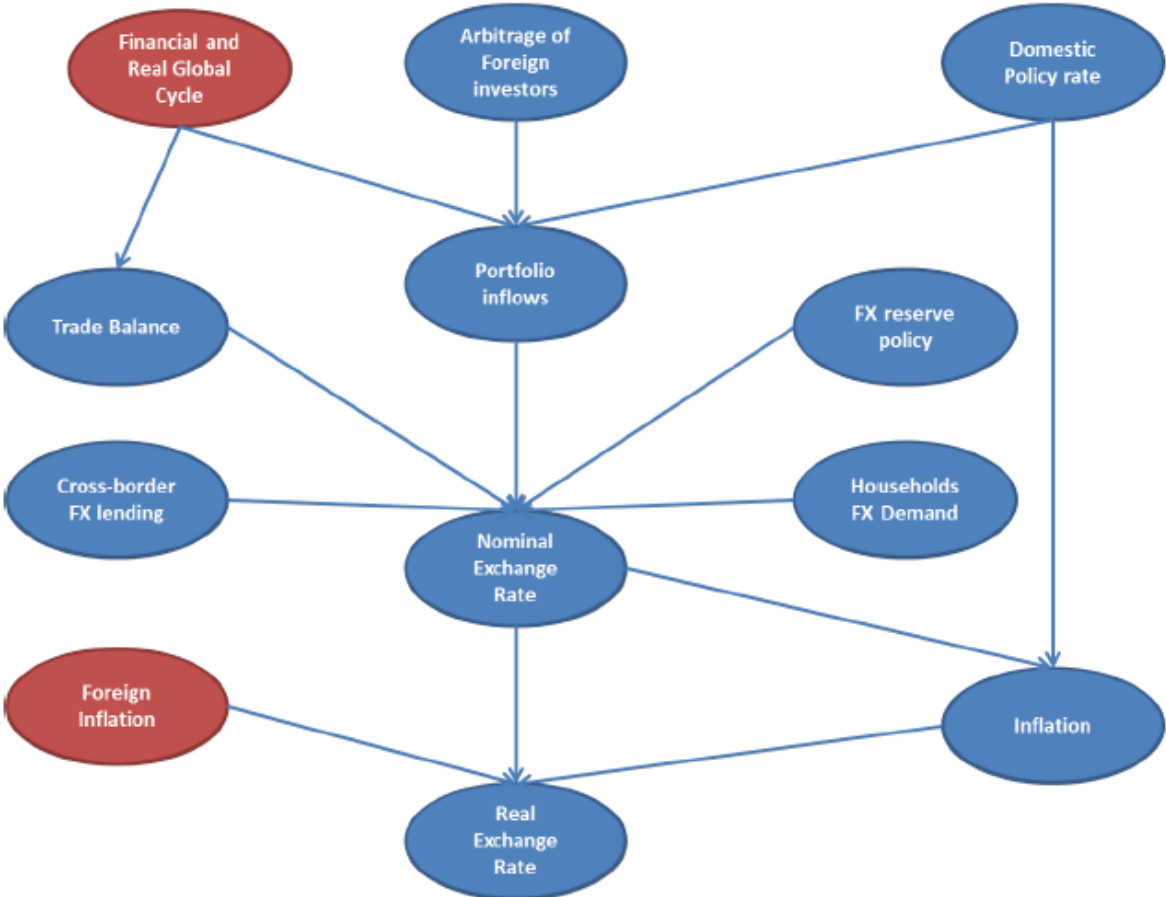 Financial and
Real Global
Cycle
Arbitrage of
Foreign
investors
Domestic
Policy rate
Portfolio
inflows
Trade Balance
FX reserve
policy
Cross-border
FX lending
Households
FX Demand
Nominal
Exchange
Rate
Foreign
Inflation
Inflation
Real
Exchange
Rate